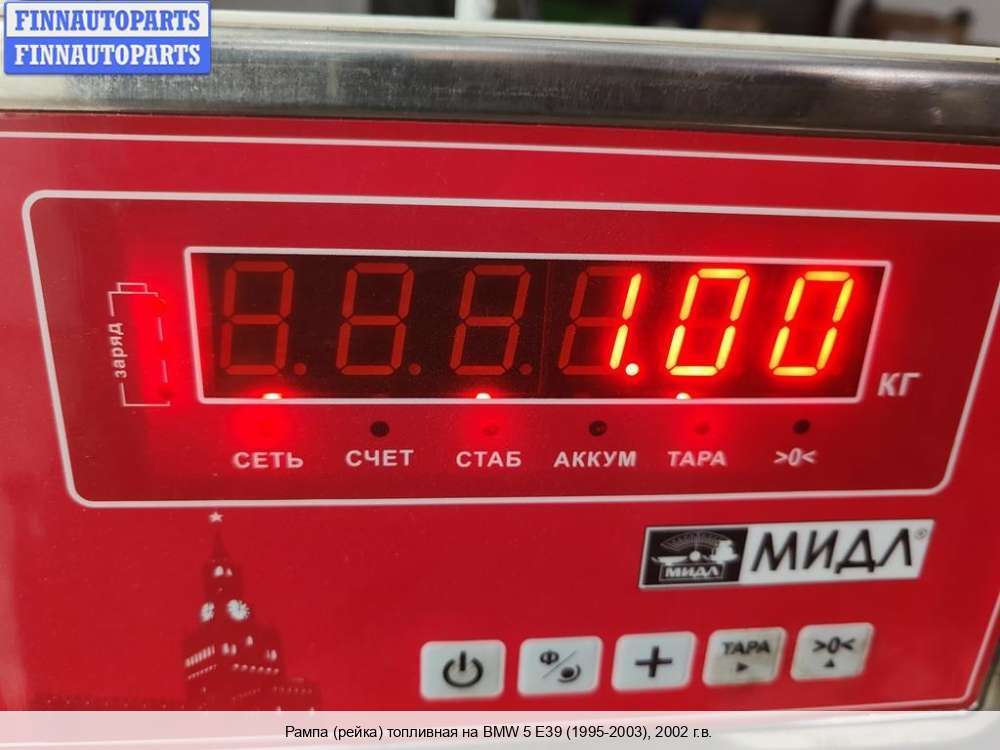 FINNAUTOPARTS
FINNAUTOPARTS
заряд
1.00
КГ
СЕТЬ СЧЕТ СТАБ АККУМ ТАРА >0<
МИДЛ МИДЛ®
Ф ТАРА >0<
Рампа (рейка) топливная на BMW 5 E39 (1995-2003), 2002 г.в.